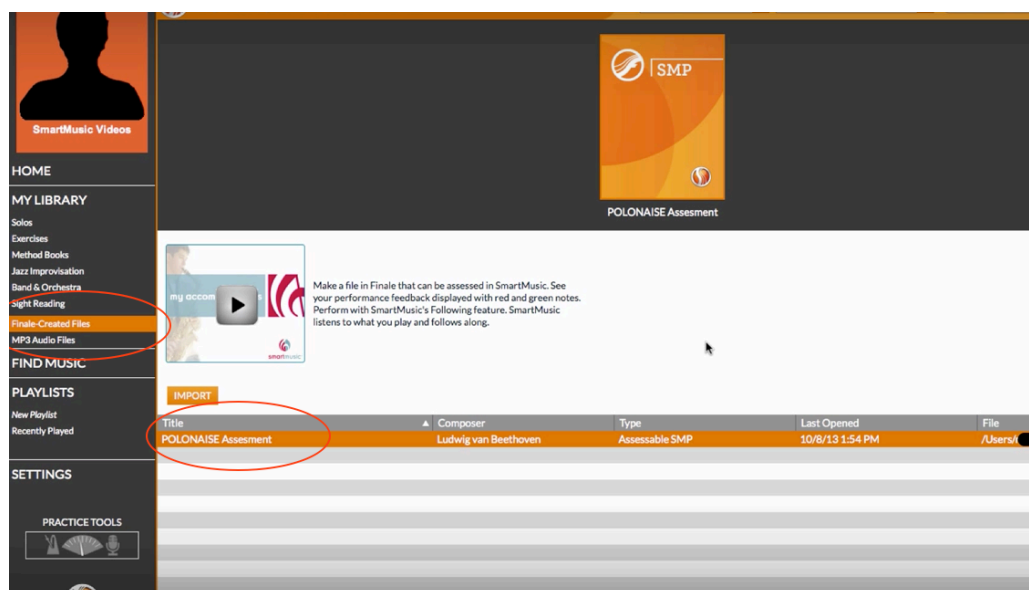 SmartMusic Videos
HOME
MY LIBRARY
Solos
Exercises
Method Books
Jazz Improvisation
Band & Orchestra
Sight Reading
Finale-Created Files
MP3 Audio Files
FIND MUSIC
PLAYLISTS
New Playlist
Recently Played
SETTINGS
PRACTICE TOOLS
SMP
POLONAISE Assesment
my accom s
smartmusic
Make a file in Finale that can be assessed in SmartMusic. See
your performance feedback displayed with red and green notes.
Perform with SmartMusic's Following feature. SmartMusic
listens to what you play and follows along.
IMPORT
Title Composer Type Last Opened File
POLONAISE Assesment Ludwig van Beethoven Assessable SMP 10/8/13 1:54 PM /Users/